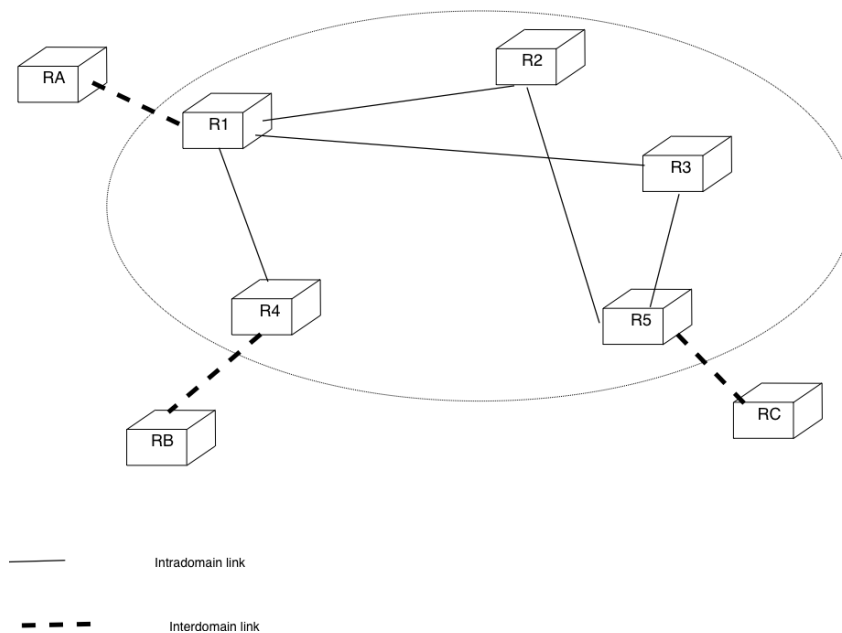 R2
RA
R1
R3
R4
R5
RC
RB
Intradomain link
Interdomain link